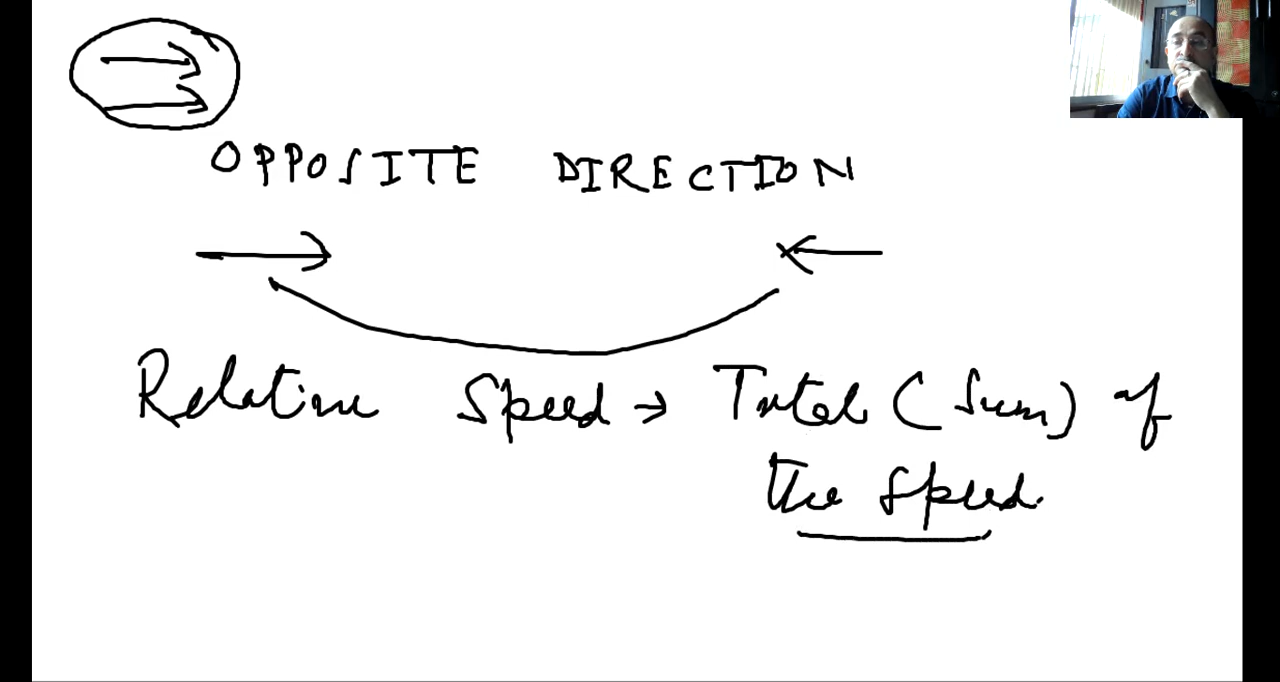 OPPOSITE DIRECTION
Relative Speed → Total (Sum) of
the Speed.